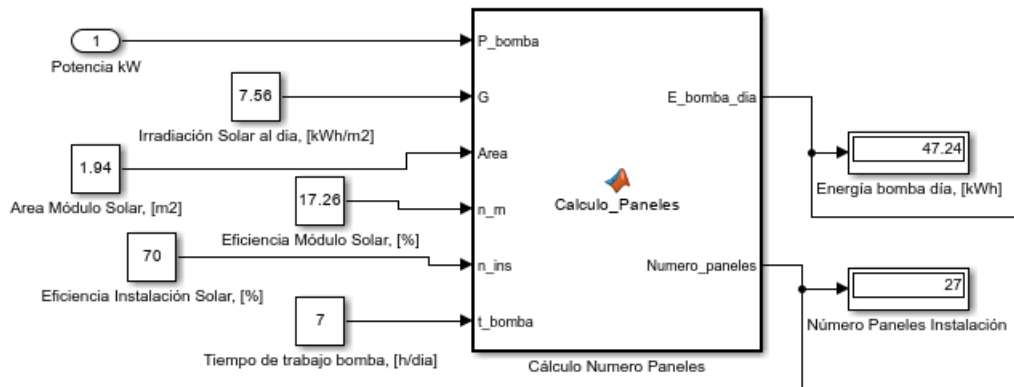 1
Potencia kW
7.56
Irradiación Solar al dia, [kWh/m2]
1.94
Area Módulo Solar, [m2]
17.26
Eficiencia Módulo Solar, [%]
70
Eficiencia Instalación Solar, [%]
7
Tiempo de trabajo bomba, [h/dia]
P_bomba
G
Area
n_m
n_ins
t_bomba
Calculo_Paneles
E_bomba_dia
Numero_paneles
Cálculo Numero Paneles
47.24
Energía bomba día, [kWh]
27
Número Paneles Instalación